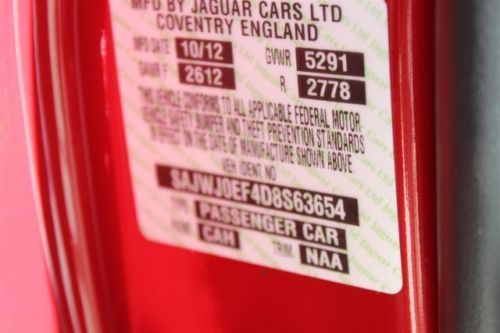 MFD BY JAGUAR CARS LTD
COVENTRY ENGLAND
MFD DATE 10/12 GVWR 5291
GAWR F 2612 R 2778
THIS VEHICLE CONFORMS TO ALL APPLICABLE FEDERAL MOTOR
VEHICLE SAFETY BUMPER AND THEFT PREVENTION STANDARDS
IN EFFECT ON THE DATE OF MANUFACTURE SHOWN ABOVE
VEH IDENT NO
SAJWJ0EF4D8S63654
TYPE PASSENGER CAR
PAINT CAH TRIM NAA